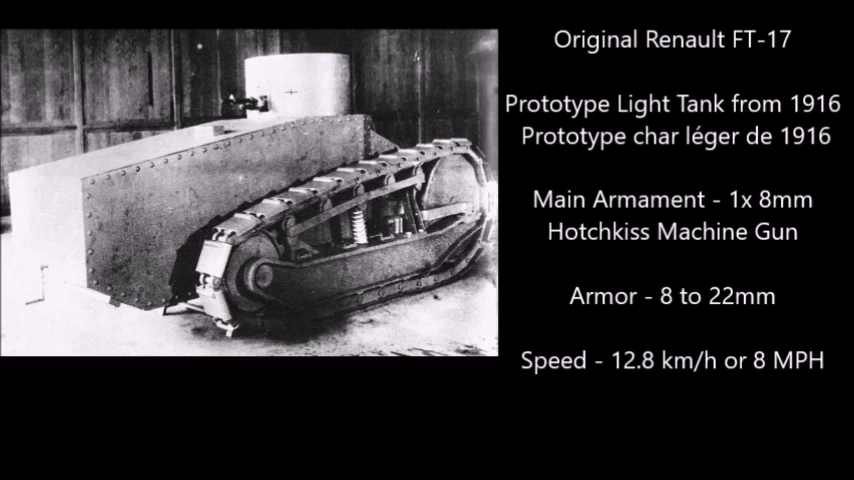 Original Renault FT-17
Prototype Light Tank from 1916
Prototype char léger de 1916
Main Armament - 1x 8mm
Hotchkiss Machine Gun
Armor - 8 to 22mm
Speed - 12.8 km/h or 8 MPH